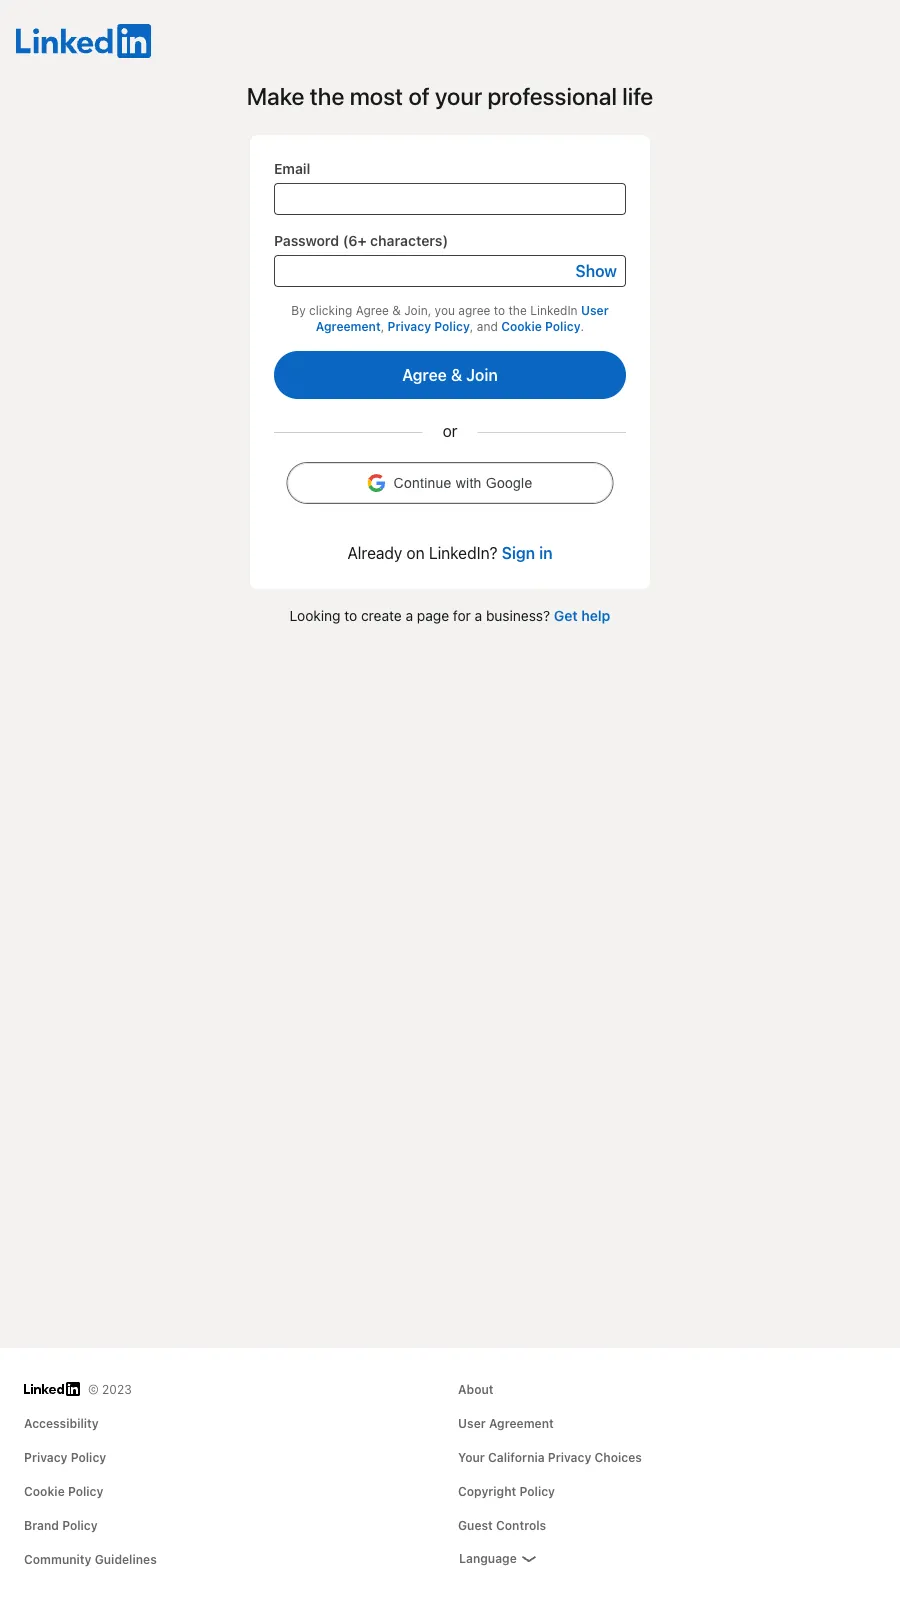 LinkedIn
Make the most of your professional life
Email
Password (6+ characters)
Show
By clicking Agree & Join, you agree to the LinkedIn User
Agreement, Privacy Policy, and Cookie Policy.
Agree & Join
or
Continue with Google
Already on LinkedIn? Sign in
Looking to create a page for a business? Get help
LinkedIn © 2023
Accessibility
Privacy Policy
Cookie Policy
Brand Policy
Community Guidelines
About
User Agreement
Your California Privacy Choices
Copyright Policy
Guest Controls
Language